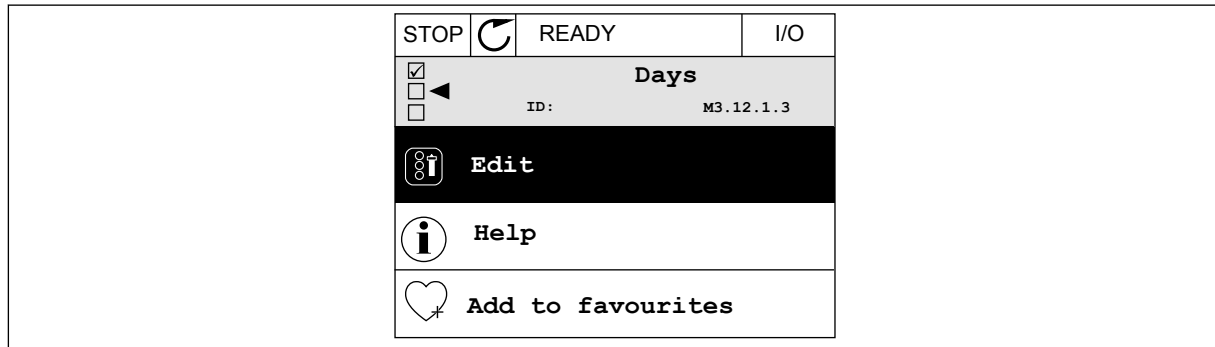 STOP READY I/O
Days
ID: M3.12.1.3
Edit
Help
Add to favourites